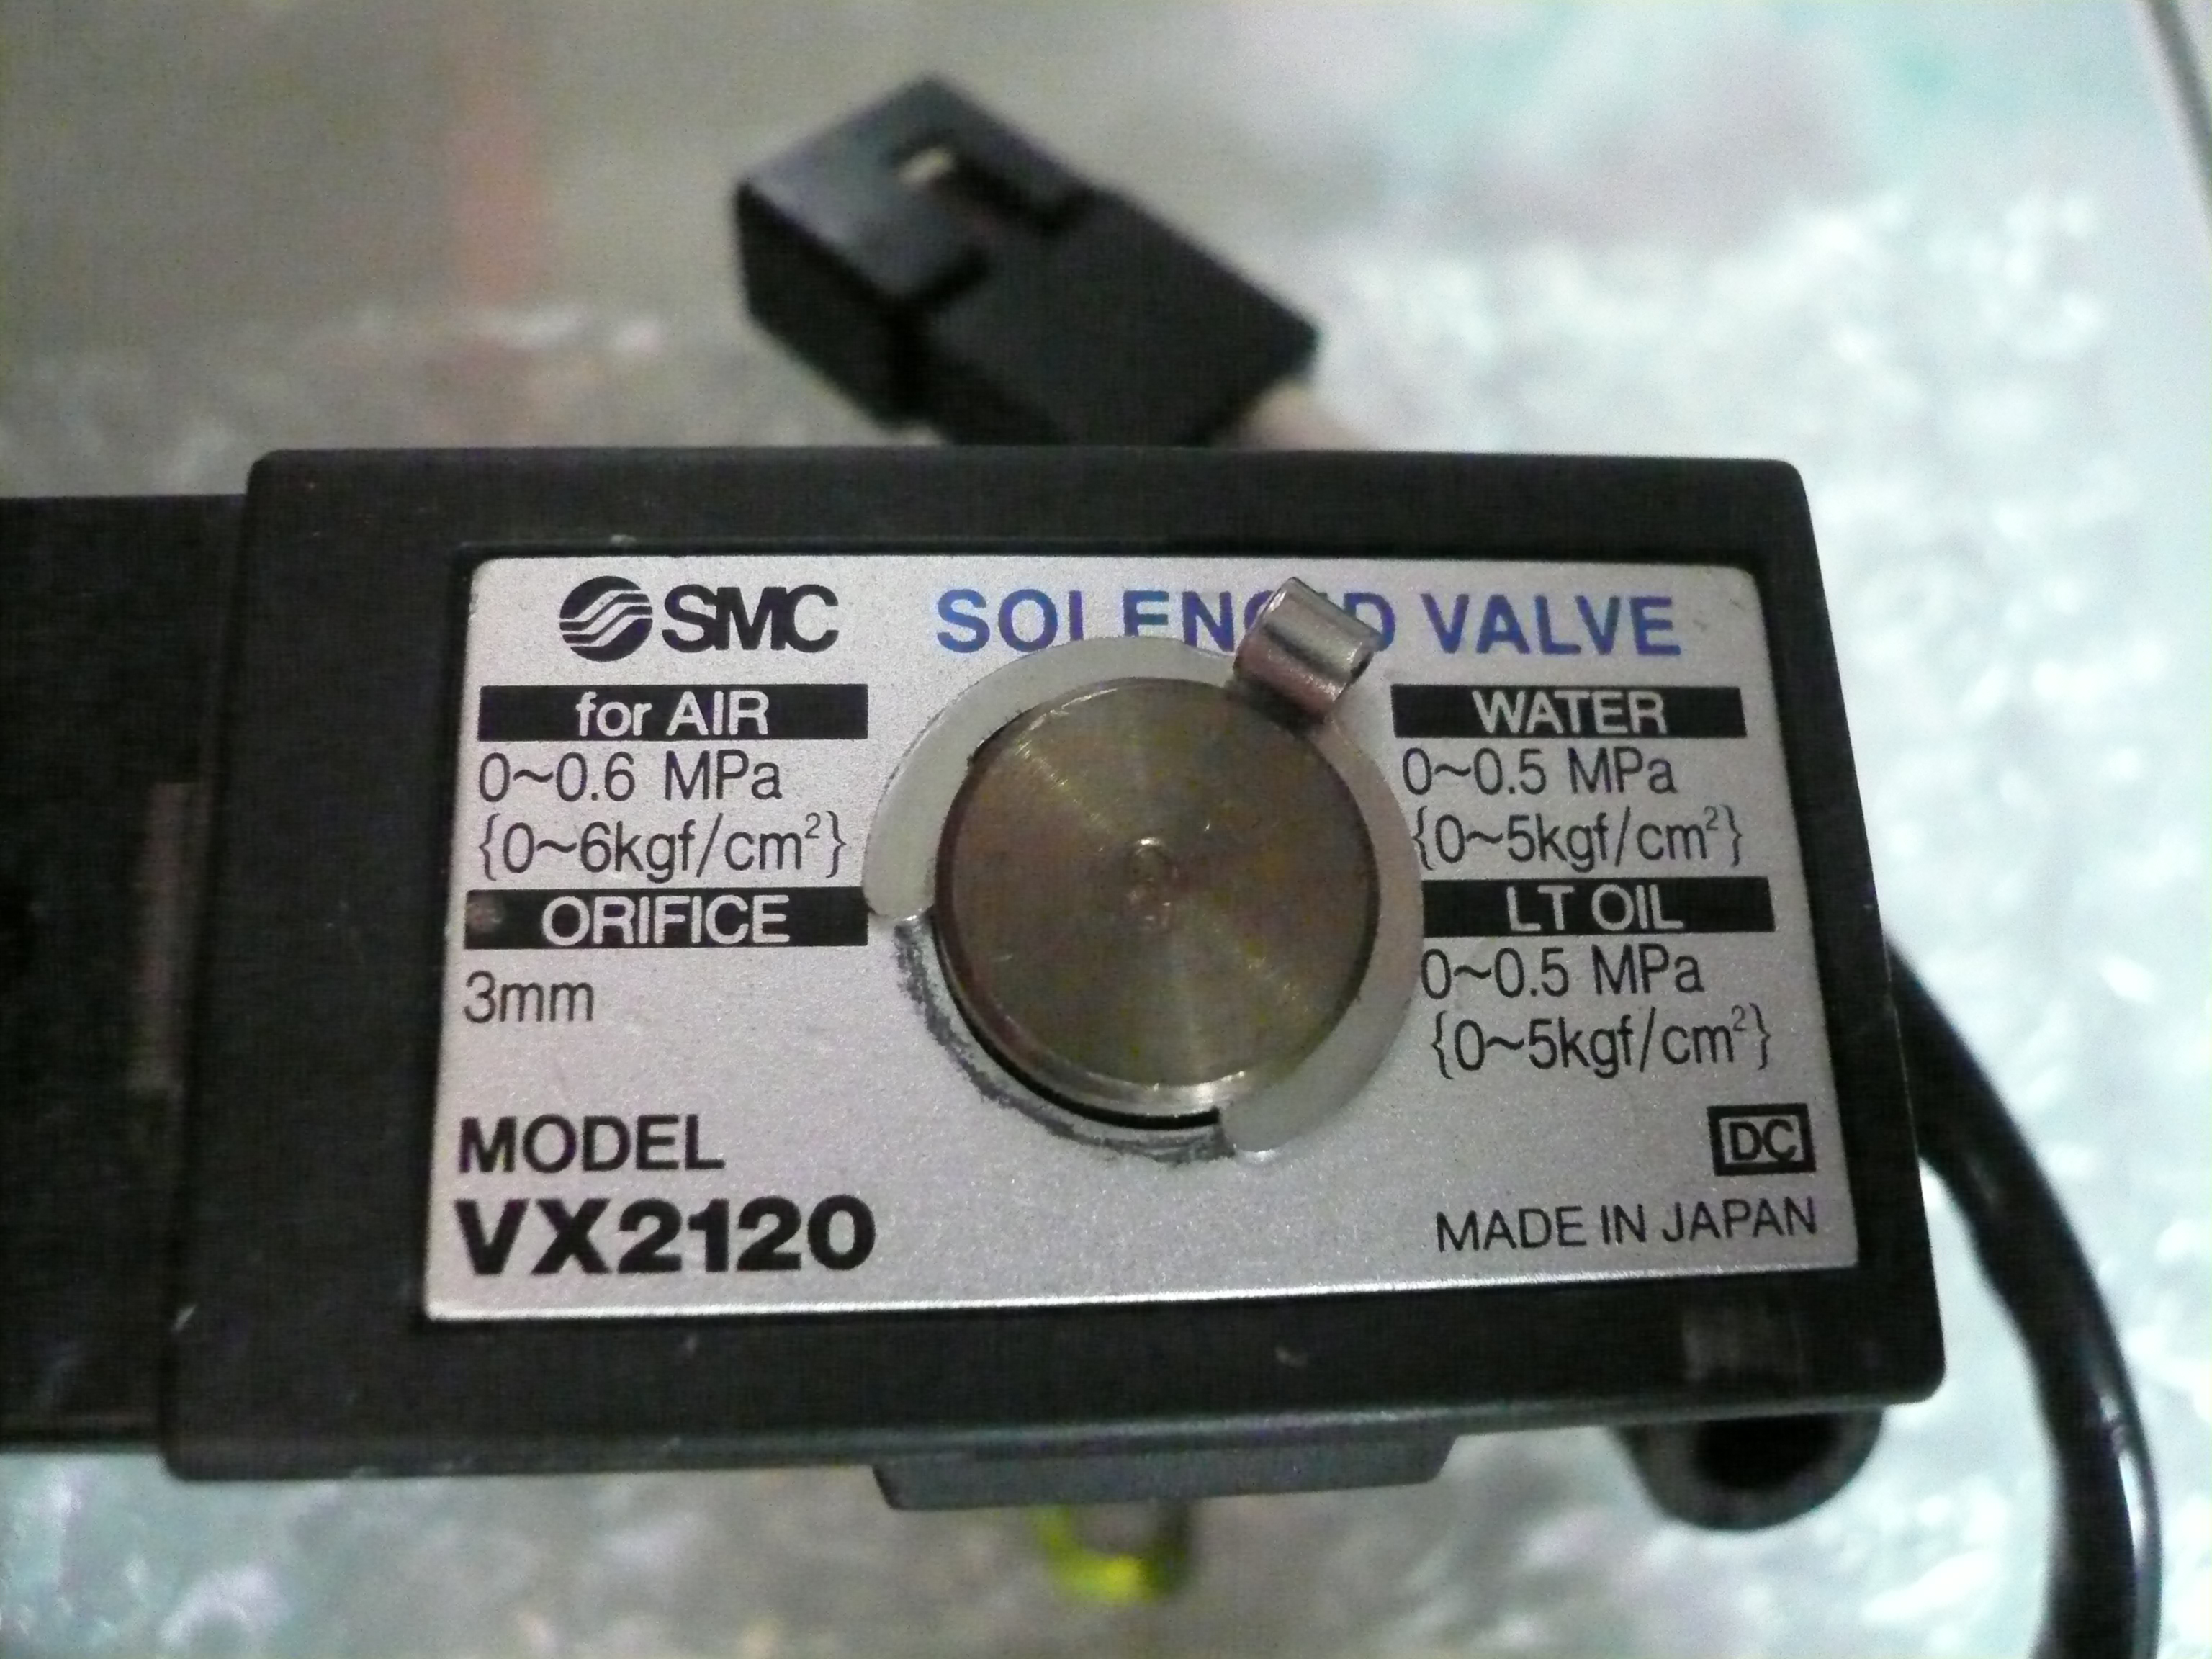 SMC SOLENOID VALVE
for AIR
0~0.6 MPa
{0~6kgf/cm²}
ORIFICE
3mm
WATER
0~0.5 MPa
{0~5kgf/cm²}
LT OIL
0~0.5 MPa
{0~5kgf/cm²}
MODEL
VX2120
DC
MADE IN JAPAN